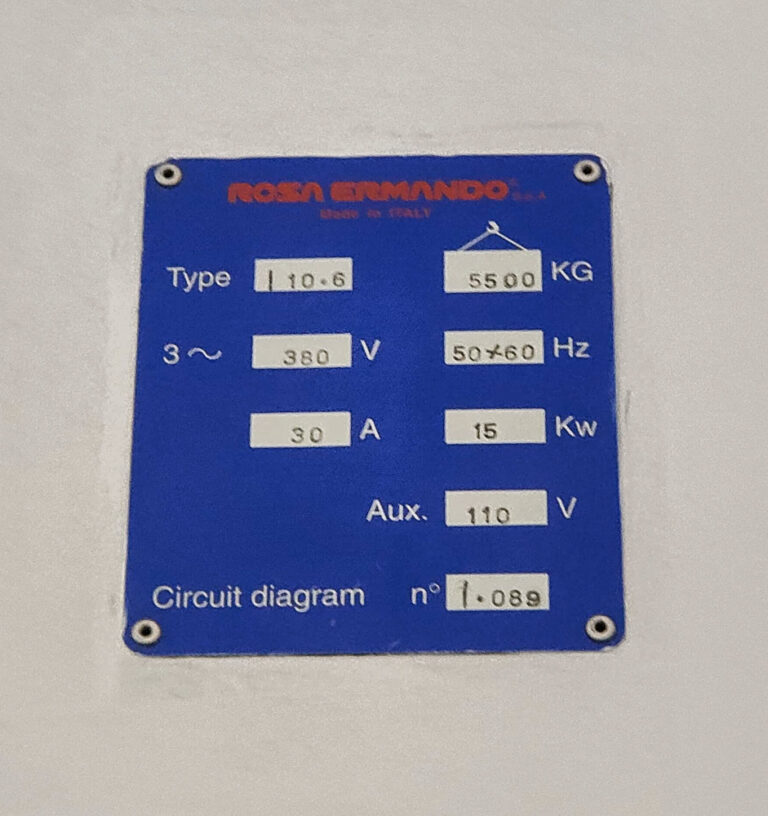 ROSA ERMANDO S.p.A.
Made in ITALY
Type I 10.6 5500 KG
3~ 380 V 50/60 Hz
30 A 15 Kw
Aux. 110 V
Circuit diagram n° I.089